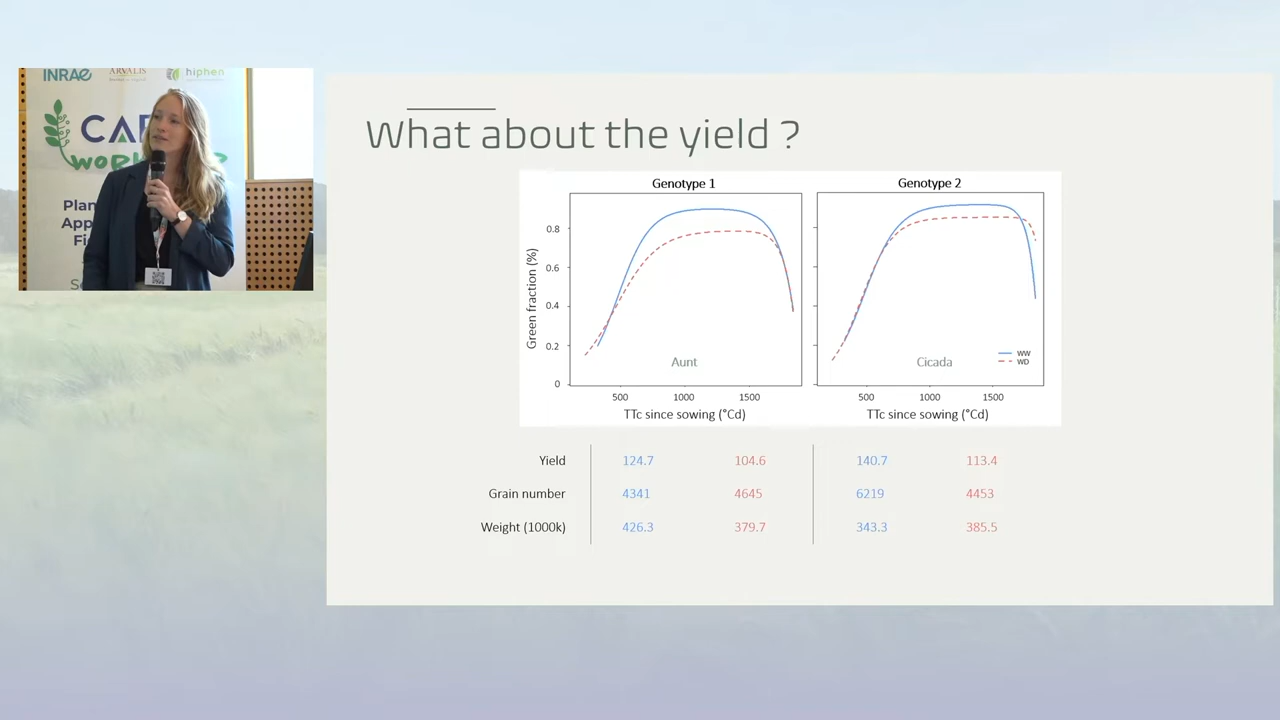 INRAE
ARVALIS
hiphen
What about the yield ?
Genotype 1
Genotype 2
Green fraction (%)
0.8
0.6
0.4
0.2
0
500
1000
1500
TTc since sowing (°Cd)
Aunt
500
1000
1500
TTc since sowing (°Cd)
Cicada
WW
WD
Yield 124.7 104.6 140.7 113.4
Grain number 4341 4645 6219 4453
Weight (1000k) 426.3 379.7 343.3 385.5